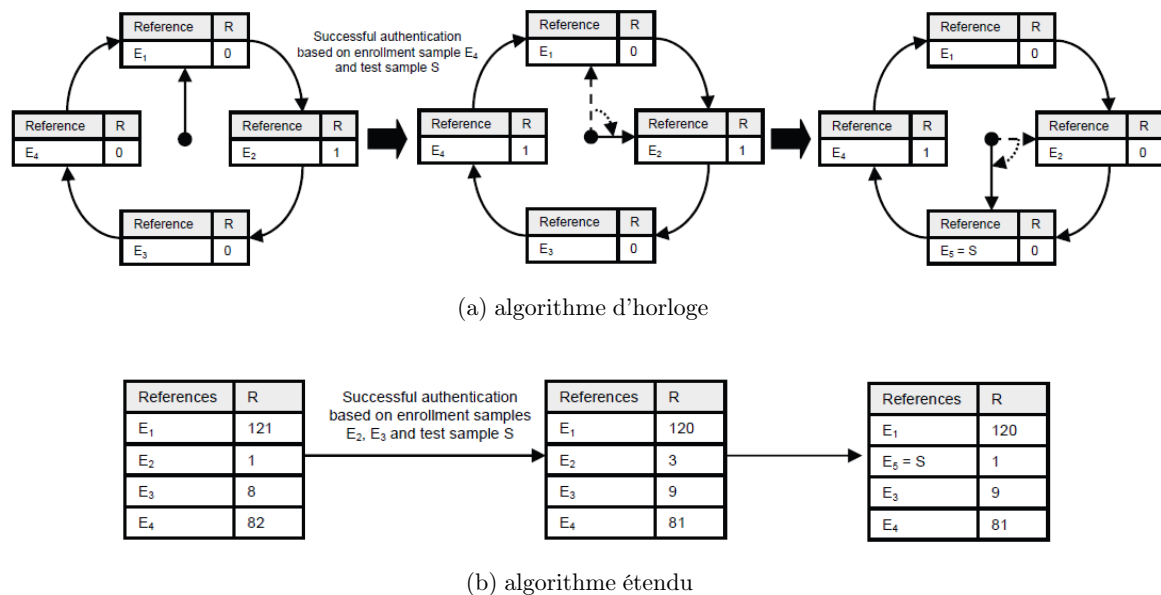 Reference R
E₁ 0
Reference R
E₄ 0
Reference R
E₂ 1
Reference R
E₃ 0
Successful authentication
based on enrollment sample E₄
and test sample S
Reference R
E₁ 0
Reference R
E₄ 1
Reference R
E₂ 1
Reference R
E₃ 0
Reference R
E₁ 0
Reference R
E₄ 1
Reference R
E₂ 0
Reference R
E₅ = S 0
(a) algorithme d'horloge
References R
E₁ 121
E₂ 1
E₃ 8
E₄ 82
Successful authentication
based on enrollment samples
E₂, E₃ and test sample S
References R
E₁ 120
E₂ 3
E₃ 9
E₄ 81
References R
E₁ 120
E₅ = S 1
E₃ 9
E₄ 81
(b) algorithme étendu